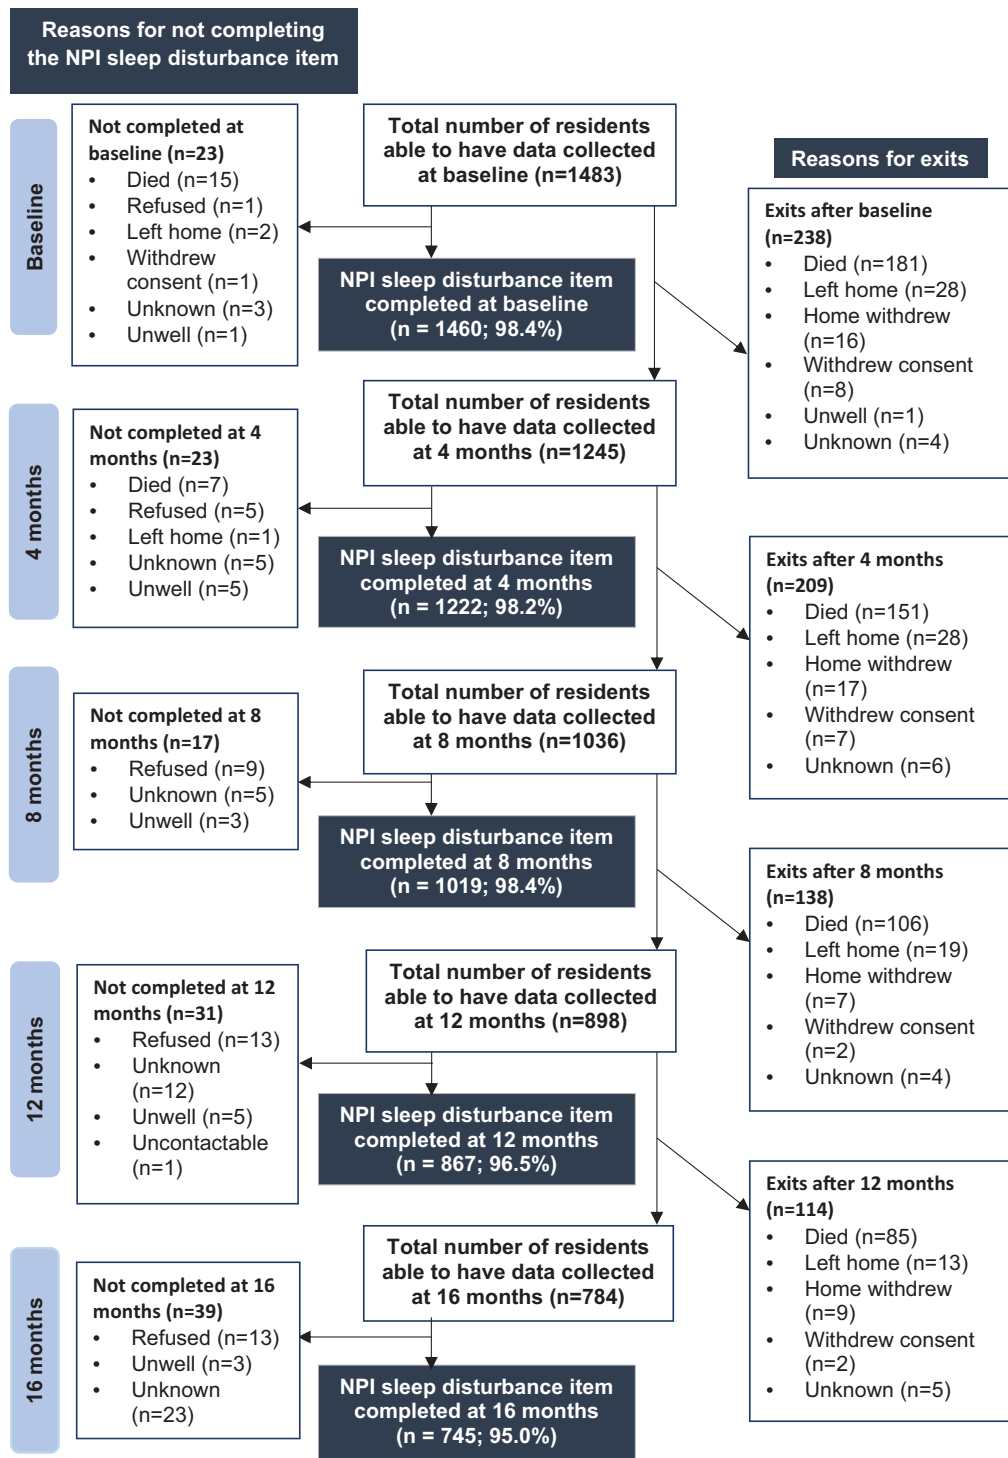 Reasons for not completing
the NPI sleep disturbance item
Baseline
Not completed at
baseline (n=23)
• Died (n=15)
• Refused (n=1)
• Left home (n=2)
• Withdrew
consent (n=1)
• Unknown (n=3)
• Unwell (n=1)
Total number of residents
able to have data collected
at baseline (n=1483)
NPI sleep disturbance item
completed at baseline
(n = 1460; 98.4%)
Reasons for exits
Exits after baseline
(n=238)
• Died (n=181)
• Left home (n=28)
• Home withdrew
(n=16)
• Withdrew consent
(n=8)
• Unwell (n=1)
• Unknown (n=4)
4 months
Not completed at 4
months (n=23)
• Died (n=7)
• Refused (n=5)
• Left home (n=1)
• Unknown (n=5)
• Unwell (n=5)
Total number of residents
able to have data collected
at 4 months (n=1245)
NPI sleep disturbance item
completed at 4 months
(n = 1222; 98.2%)
Exits after 4 months
(n=209)
• Died (n=151)
• Left home (n=28)
• Home withdrew
(n=17)
• Withdrew consent
(n=7)
• Unknown (n=6)
8 months
Not completed at 8
months (n=17)
• Refused (n=9)
• Unknown (n=5)
• Unwell (n=3)
Total number of residents
able to have data collected
at 8 months (n=1036)
NPI sleep disturbance item
completed at 8 months
(n = 1019; 98.4%)
Exits after 8 months
(n=138)
• Died (n=106)
• Left home (n=19)
• Home withdrew
(n=7)
• Withdrew consent
(n=2)
• Unknown (n=4)
12 months
Not completed at 12
months (n=31)
• Refused (n=13)
• Unknown
(n=12)
• Unwell (n=5)
• Uncontactable
(n=1)
Total number of residents
able to have data collected
at 12 months (n=898)
NPI sleep disturbance item
completed at 12 months
(n = 867; 96.5%)
Exits after 12 months
(n=114)
• Died (n=85)
• Left home (n=13)
• Home withdrew
(n=9)
• Withdrew consent
(n=2)
• Unknown (n=5)
16 months
Not completed at 16
months (n=39)
• Refused (n=13)
• Unwell (n=3)
• Unknown
(n=23)
Total number of residents
able to have data collected
at 16 months (n=784)
NPI sleep disturbance item
completed at 16 months
(n = 745; 95.0%)